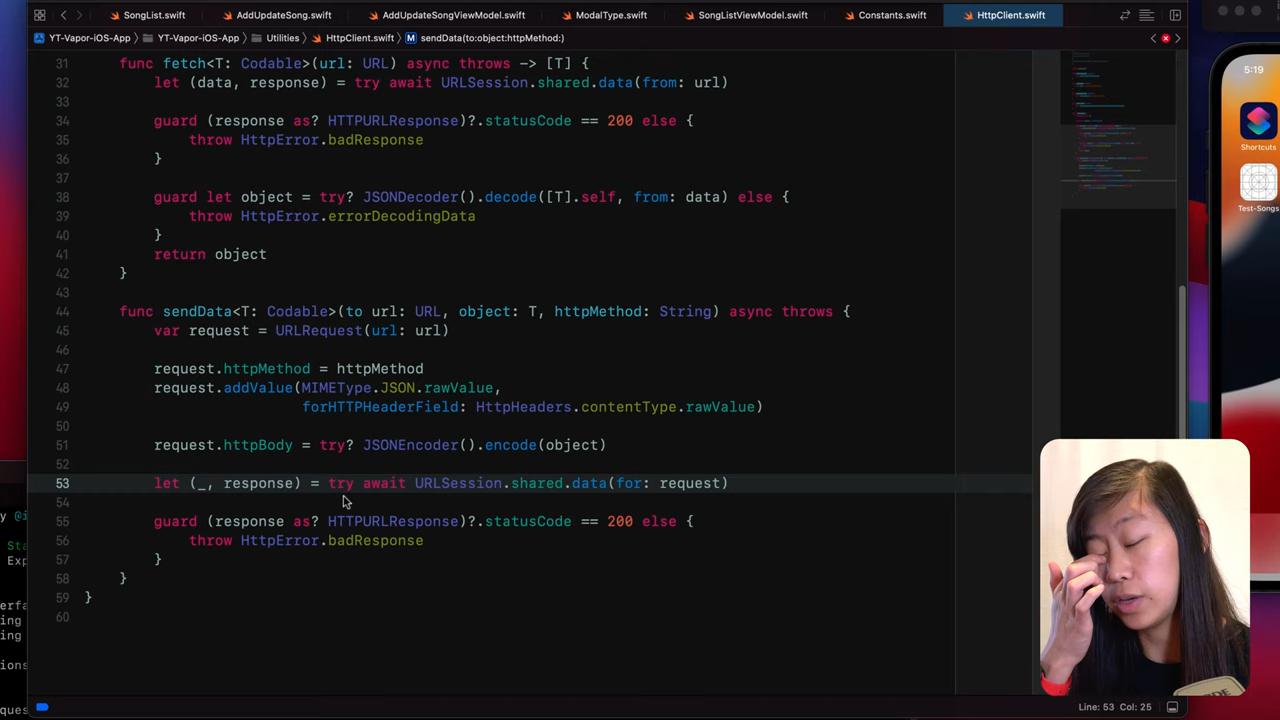 SongList.swift AddUpdateSong.swift AddUpdateSongViewModel.swift ModalType.swift SongListViewModel.swift Constants.swift HttpClient.swift
YT-Vapor-iOS-App YT-Vapor-iOS-App Utilities HttpClient.swift M sendData(to:object:httpMethod:)
31 func fetch<T: Codable>(url: URL) async throws -> [T] {
32 let (data, response) = try await URLSession.shared.data(from: url)
33
34 guard (response as? HTTPURLResponse)?.statusCode == 200 else {
35 throw HttpError.badResponse
36 }
37
38 guard let object = try? JSONDecoder().decode([T].self, from: data) else {
39 throw HttpError.errorDecodingData
40 }
41 return object
42 }
43
44 func sendData<T: Codable>(to url: URL, object: T, httpMethod: String) async throws {
45 var request = URLRequest(url: url)
46
47 request.httpMethod = httpMethod
48 request.addValue(MIMEType.JSON.rawValue,
49 forHTTPHeaderField: HttpHeaders.contentType.rawValue)
50
51 request.httpBody = try? JSONEncoder().encode(object)
52
53 let (_, response) = try await URLSession.shared.data(for: request)
54
55 guard (response as? HTTPURLResponse)?.statusCode == 200 else {
56 throw HttpError.badResponse
57 }
58 }
59 }
60
Line: 53 Col: 25
5:19
Shortcuts
Test-Songs